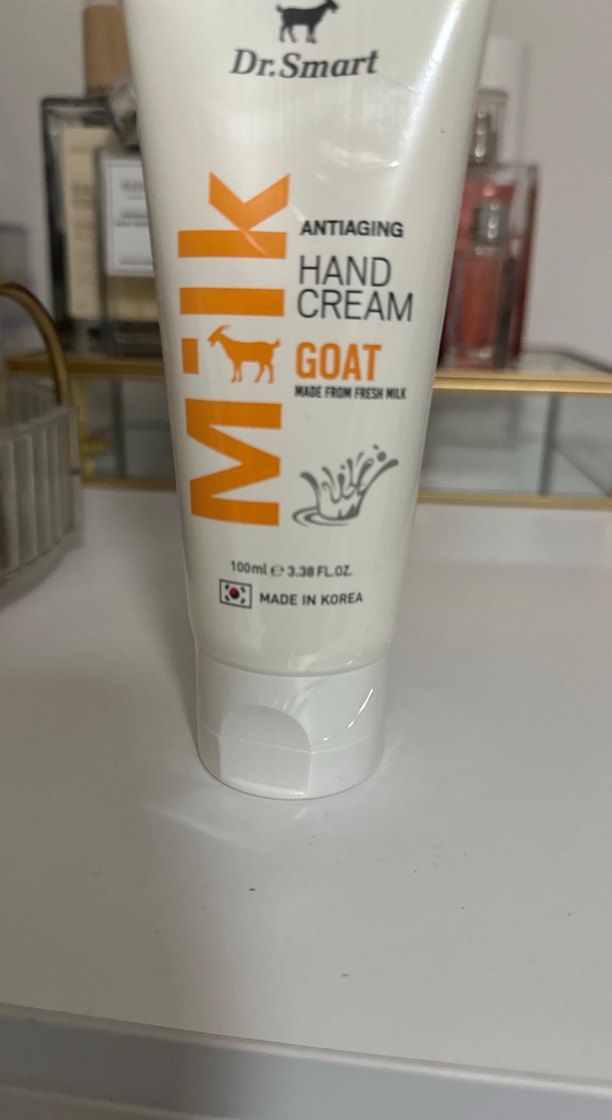 Dr.Smart
Milk
ANTIAGING
HAND
CREAM
GOAT
MADE FROM FRESH MILK
100ml ℮ 3.38 FL.OZ.
MADE IN KOREA